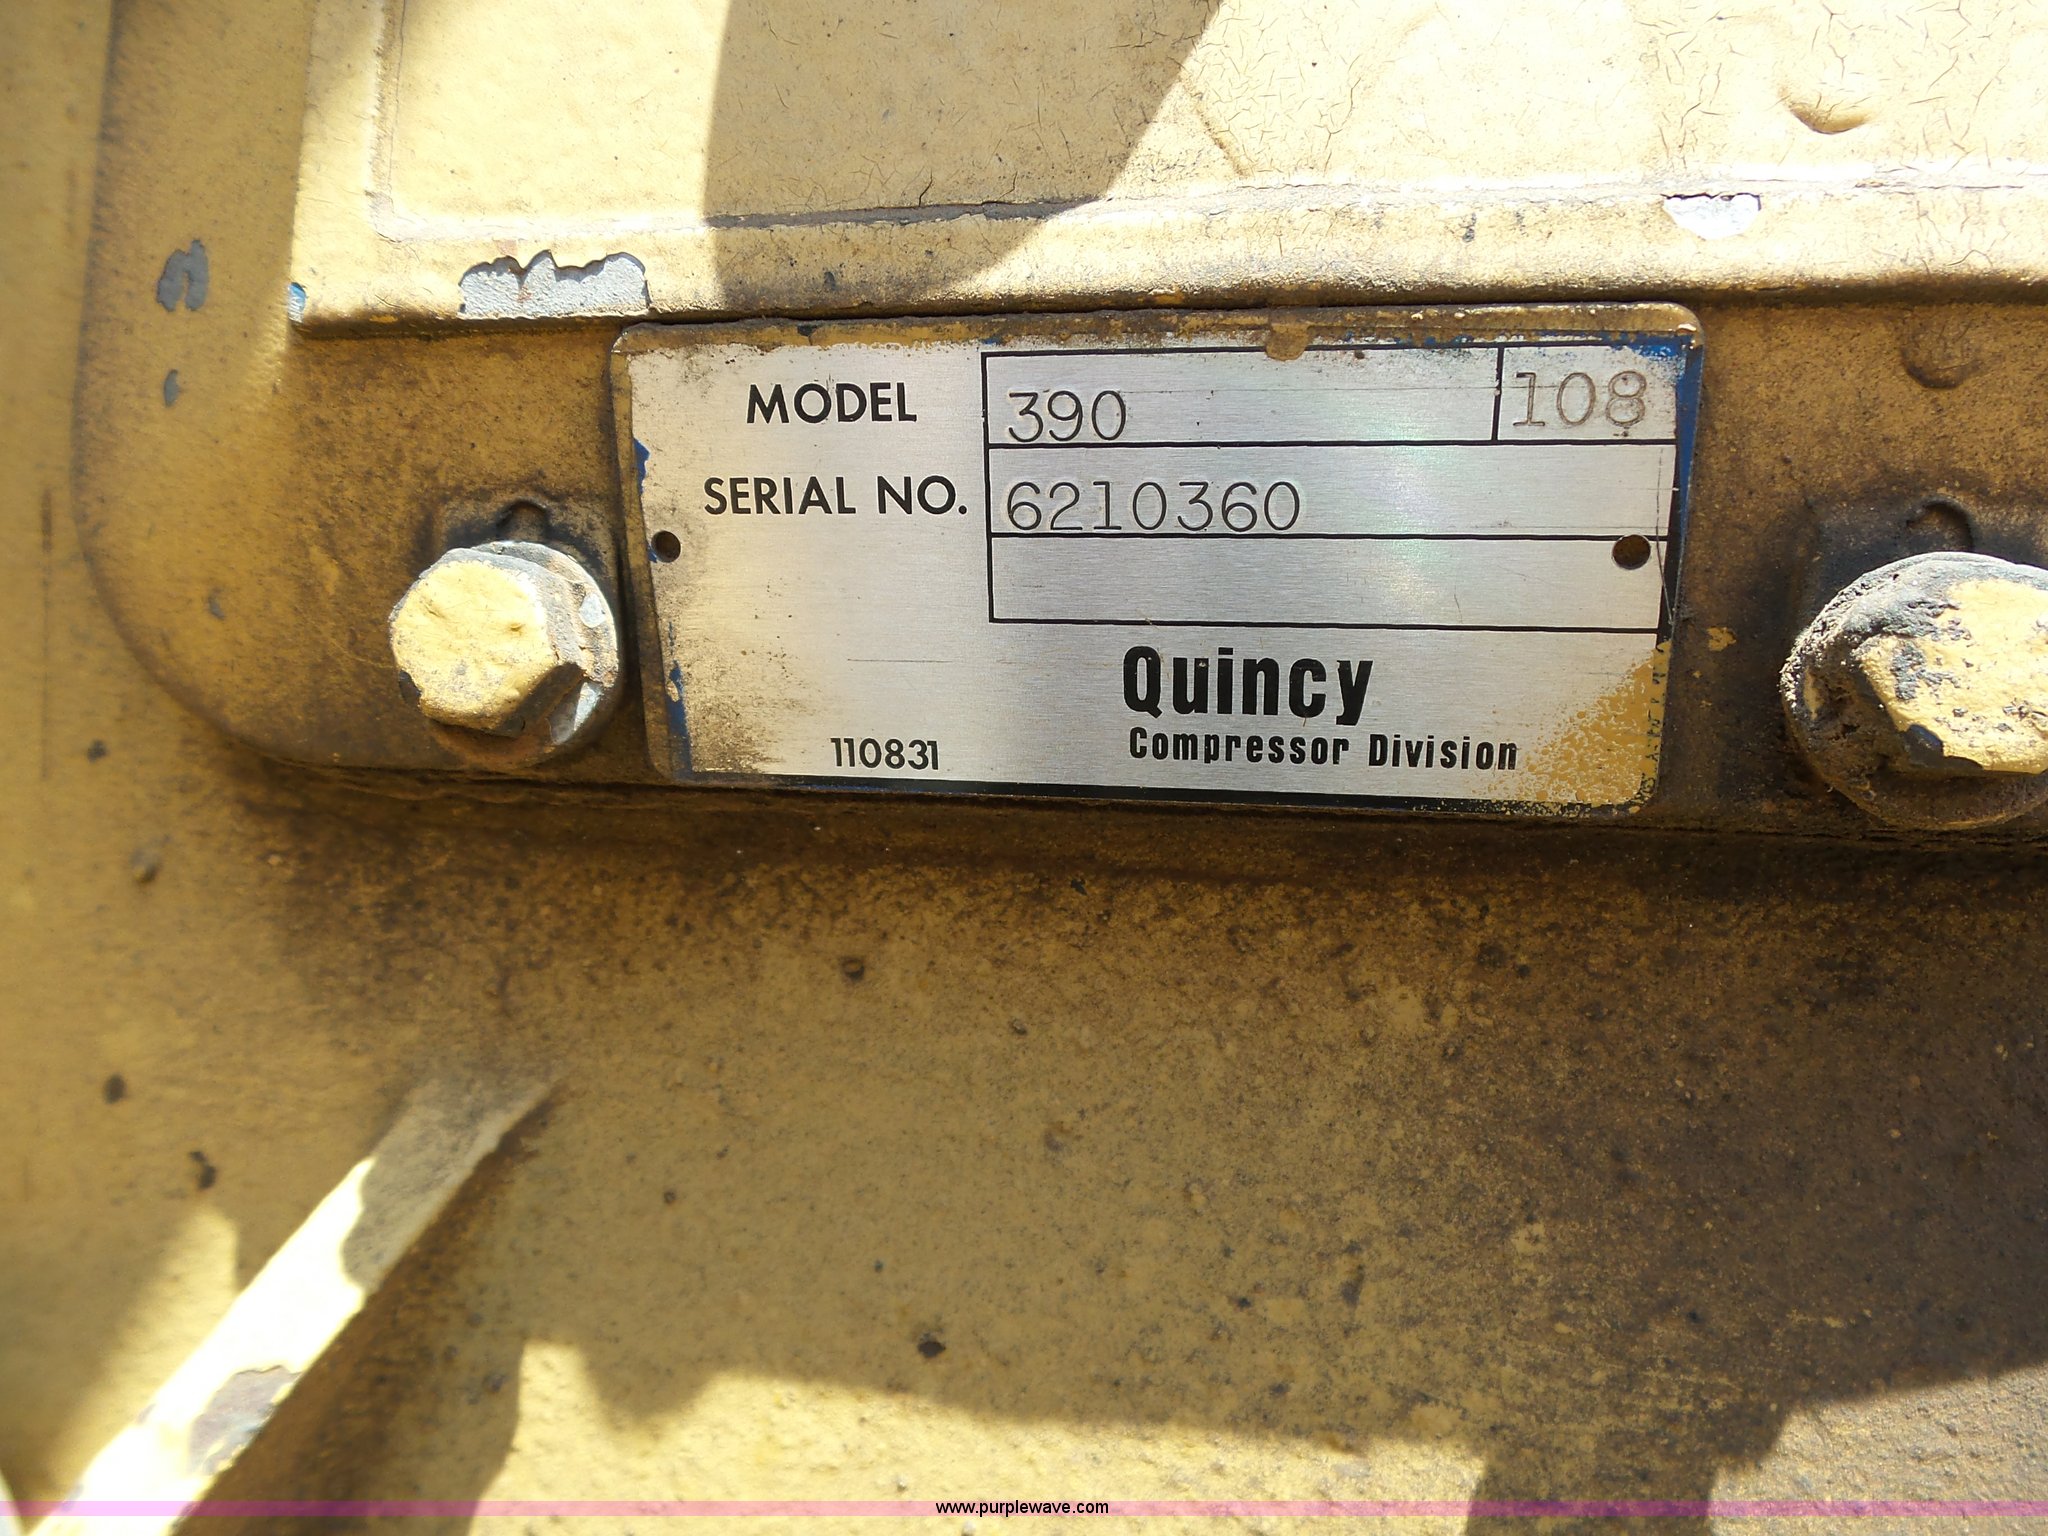 MODEL 390 108
SERIAL NO. 6210360
Quincy
Compressor Division
110831
www.purplewave.com